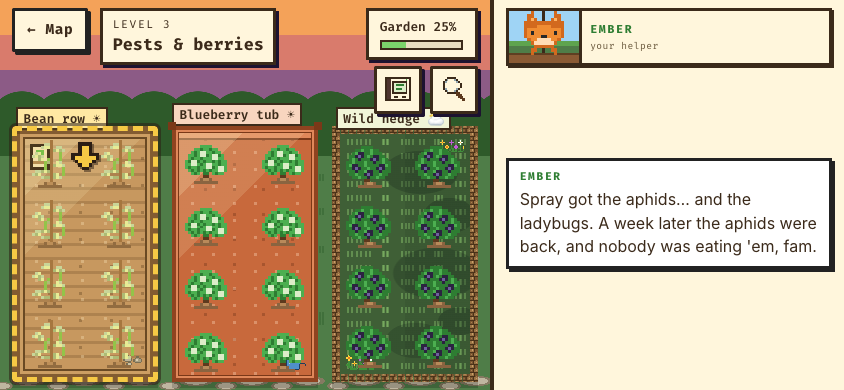 ← Map
LEVEL 3
Pests & berries
Garden 25%
Bean row ☀
Blueberry tub ☀
Wild hedge
EMBER
your helper
EMBER
Spray got the aphids... and the
ladybugs. A week later the aphids were
back, and nobody was eating 'em, fam.